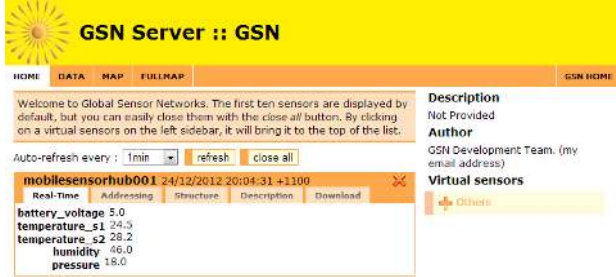 GSN Server :: GSN
HOME DATA MAP FULLMAP GSN HOME
Welcome to Global Sensor Networks. The first ten sensors are displayed by
default, but you can easily close them with the close all button. By clicking
on a virtual sensors on the left sidebar, it will bring it to the top of the list.
Auto-refresh every : 1min refresh close all
mobilesensorhub001 24/12/2012 20:04:31 +1100
Real-Time Addressing Structure Description Download
battery_voltage 5.0
temperature_s1 24.5
temperature_s2 28.2
humidity 46.0
pressure 18.0
Description
Not Provided
Author
GSN Development Team. (my
email address)
Virtual sensors
Others